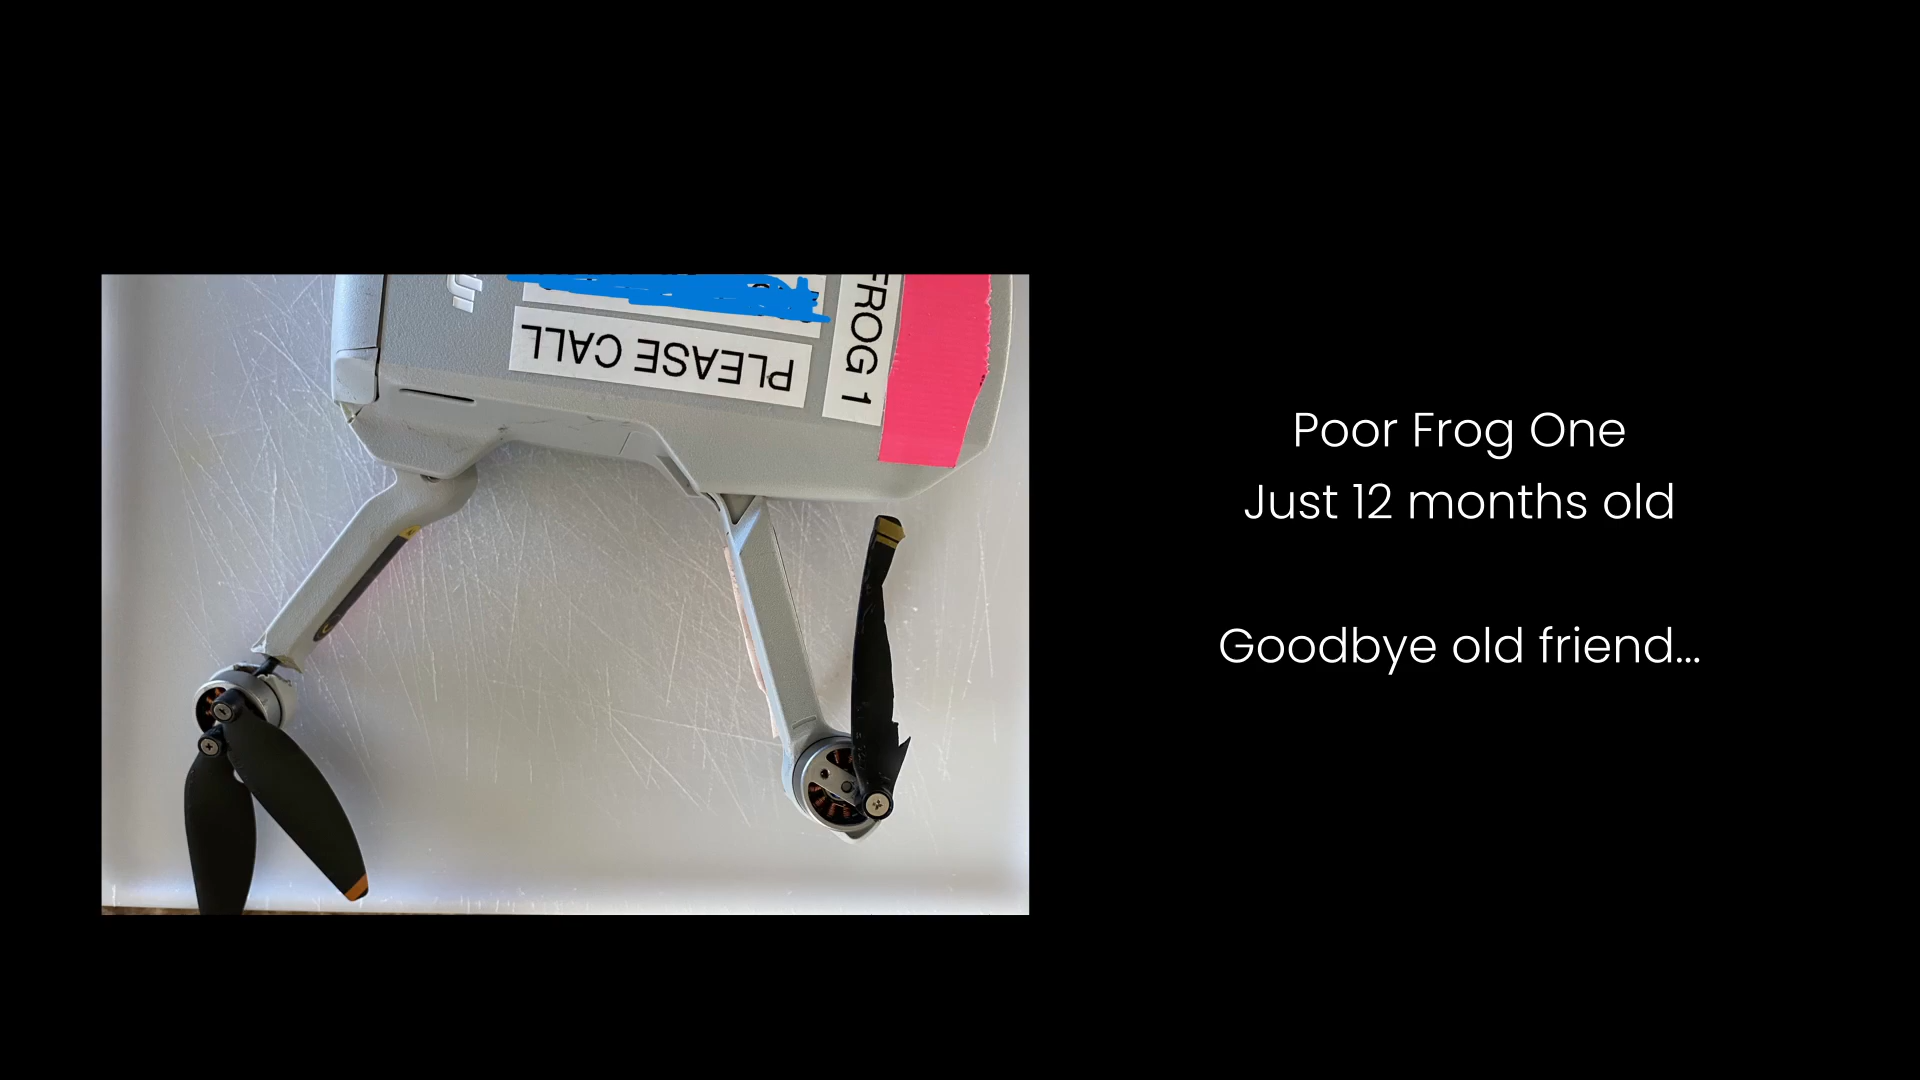 PLEASE CALL
FROG 1
Poor Frog One
Just 12 months old
Goodbye old friend...